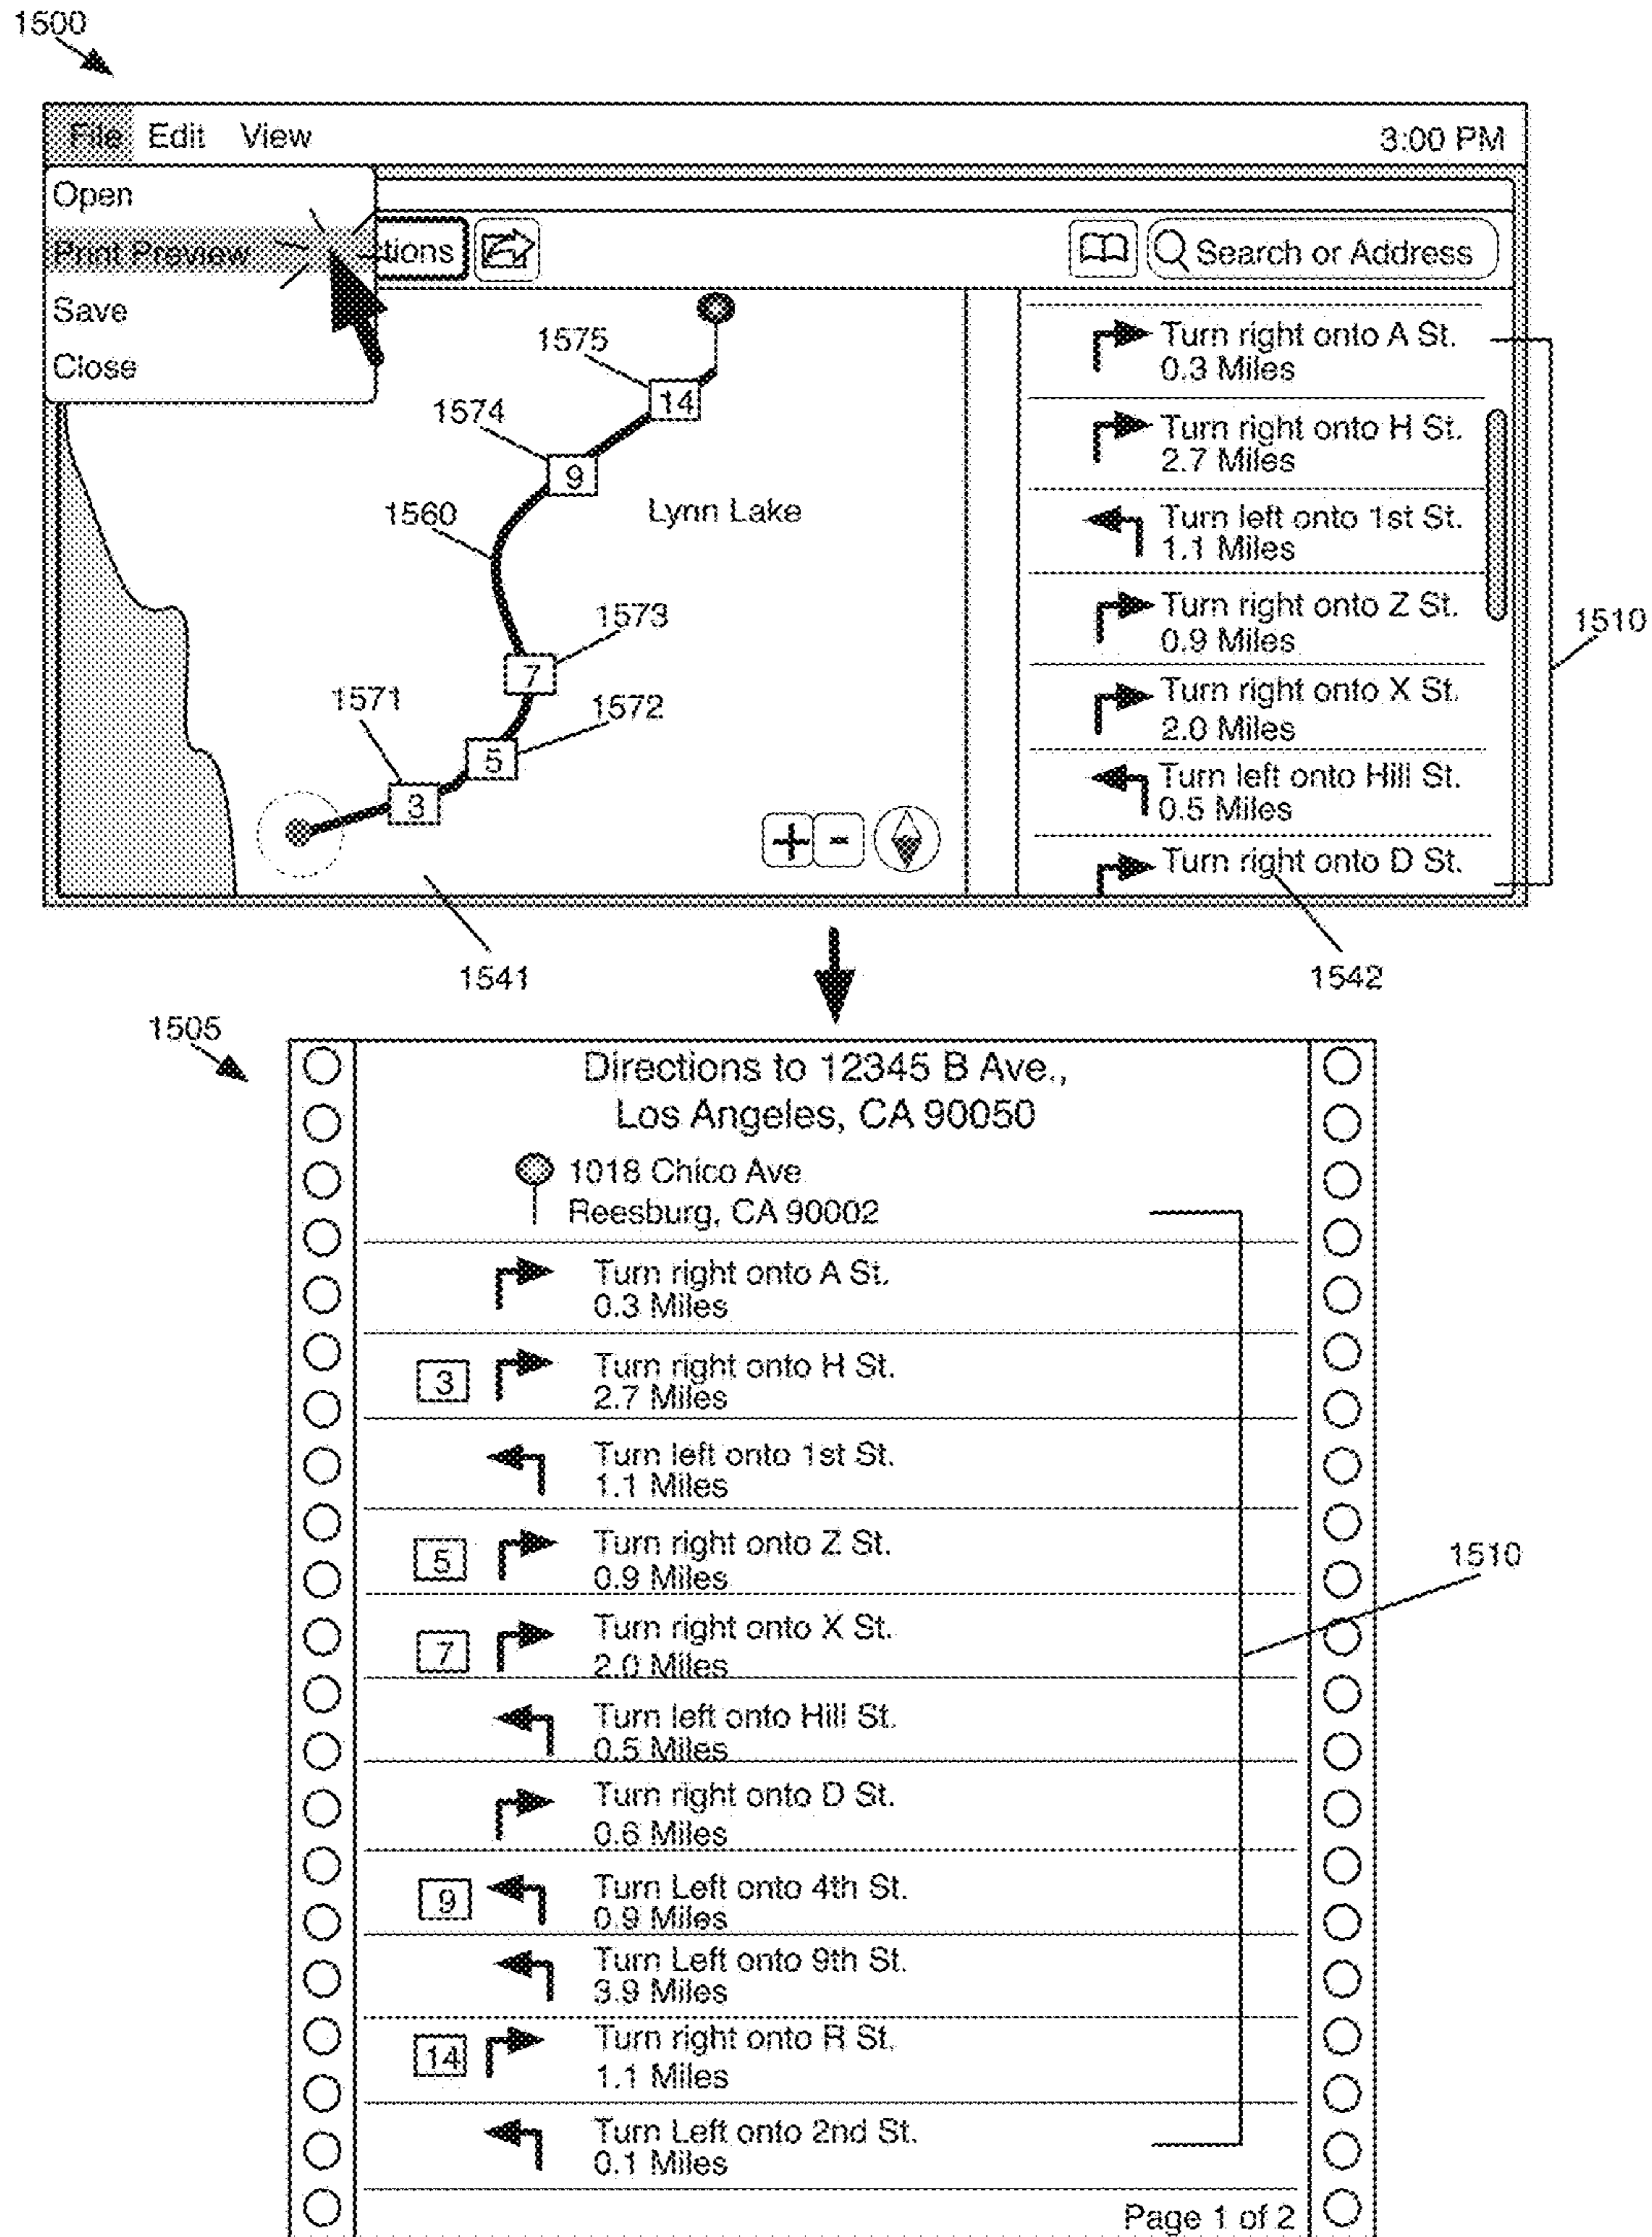 1500
File Edit View 3:00 PM
Open
Print Preview
Save
Close
ctions
Search or Address
1575
14
1574
9
1560
Lynn Lake
1573
7
1571
1572
5
3
+ -
Turn right onto A St.
0.3 Miles
Turn right onto H St.
2.7 Miles
Turn left onto 1st St.
1.1 Miles
Turn right onto Z St.
0.9 Miles
1510
Turn right onto X St.
2.0 Miles
Turn left onto Hill St.
0.5 Miles
Turn right onto D St.
1541
1542
1505
Directions to 12345 B Ave.,
Los Angeles, CA 90050
1018 Chico Ave
Reesburg, CA 90002
Turn right onto A St.
0.3 Miles
3 Turn right onto H St.
2.7 Miles
Turn left onto 1st St.
1.1 Miles
5 Turn right onto Z St.
0.9 Miles
1510
7 Turn right onto X St.
2.0 Miles
Turn left onto Hill St.
0.5 Miles
Turn right onto D St.
0.6 Miles
9 Turn Left onto 4th St.
0.9 Miles
Turn Left onto 9th St.
3.9 Miles
14 Turn right onto R St.
1.1 Miles
Turn Left onto 2nd St.
0.1 Miles
Page 1 of 2